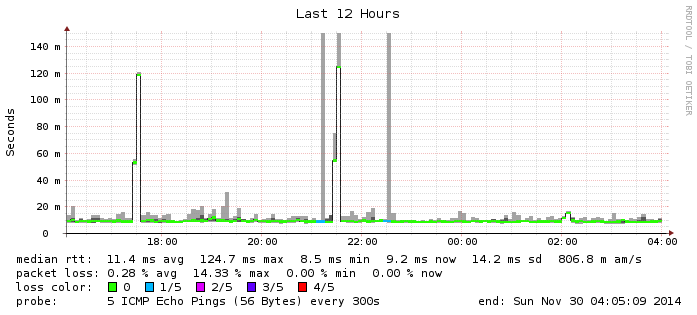 Last 12 Hours
RRDTOOL / TOBI OETIKER
Seconds
140 m
120 m
100 m
80 m
60 m
40 m
20 m
0
18:00 20:00 22:00 00:00 02:00 04:00
median rtt: 11.4 ms avg 124.7 ms max 8.5 ms min 9.2 ms now 14.2 ms sd 806.8 m am/s
packet loss: 0.28 % avg 14.33 % max 0.00 % min 0.00 % now
loss color: 0 1/5 2/5 3/5 4/5
probe: 5 ICMP Echo Pings (56 Bytes) every 300s end: Sun Nov 30 04:05:09 2014